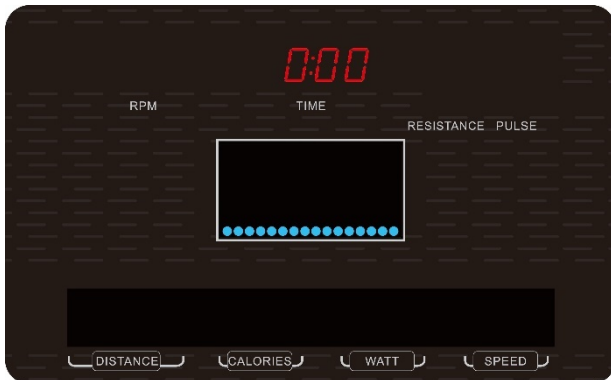 0:00
RPM TIME
RESISTANCE PULSE
DISTANCE CALORIES WATT SPEED